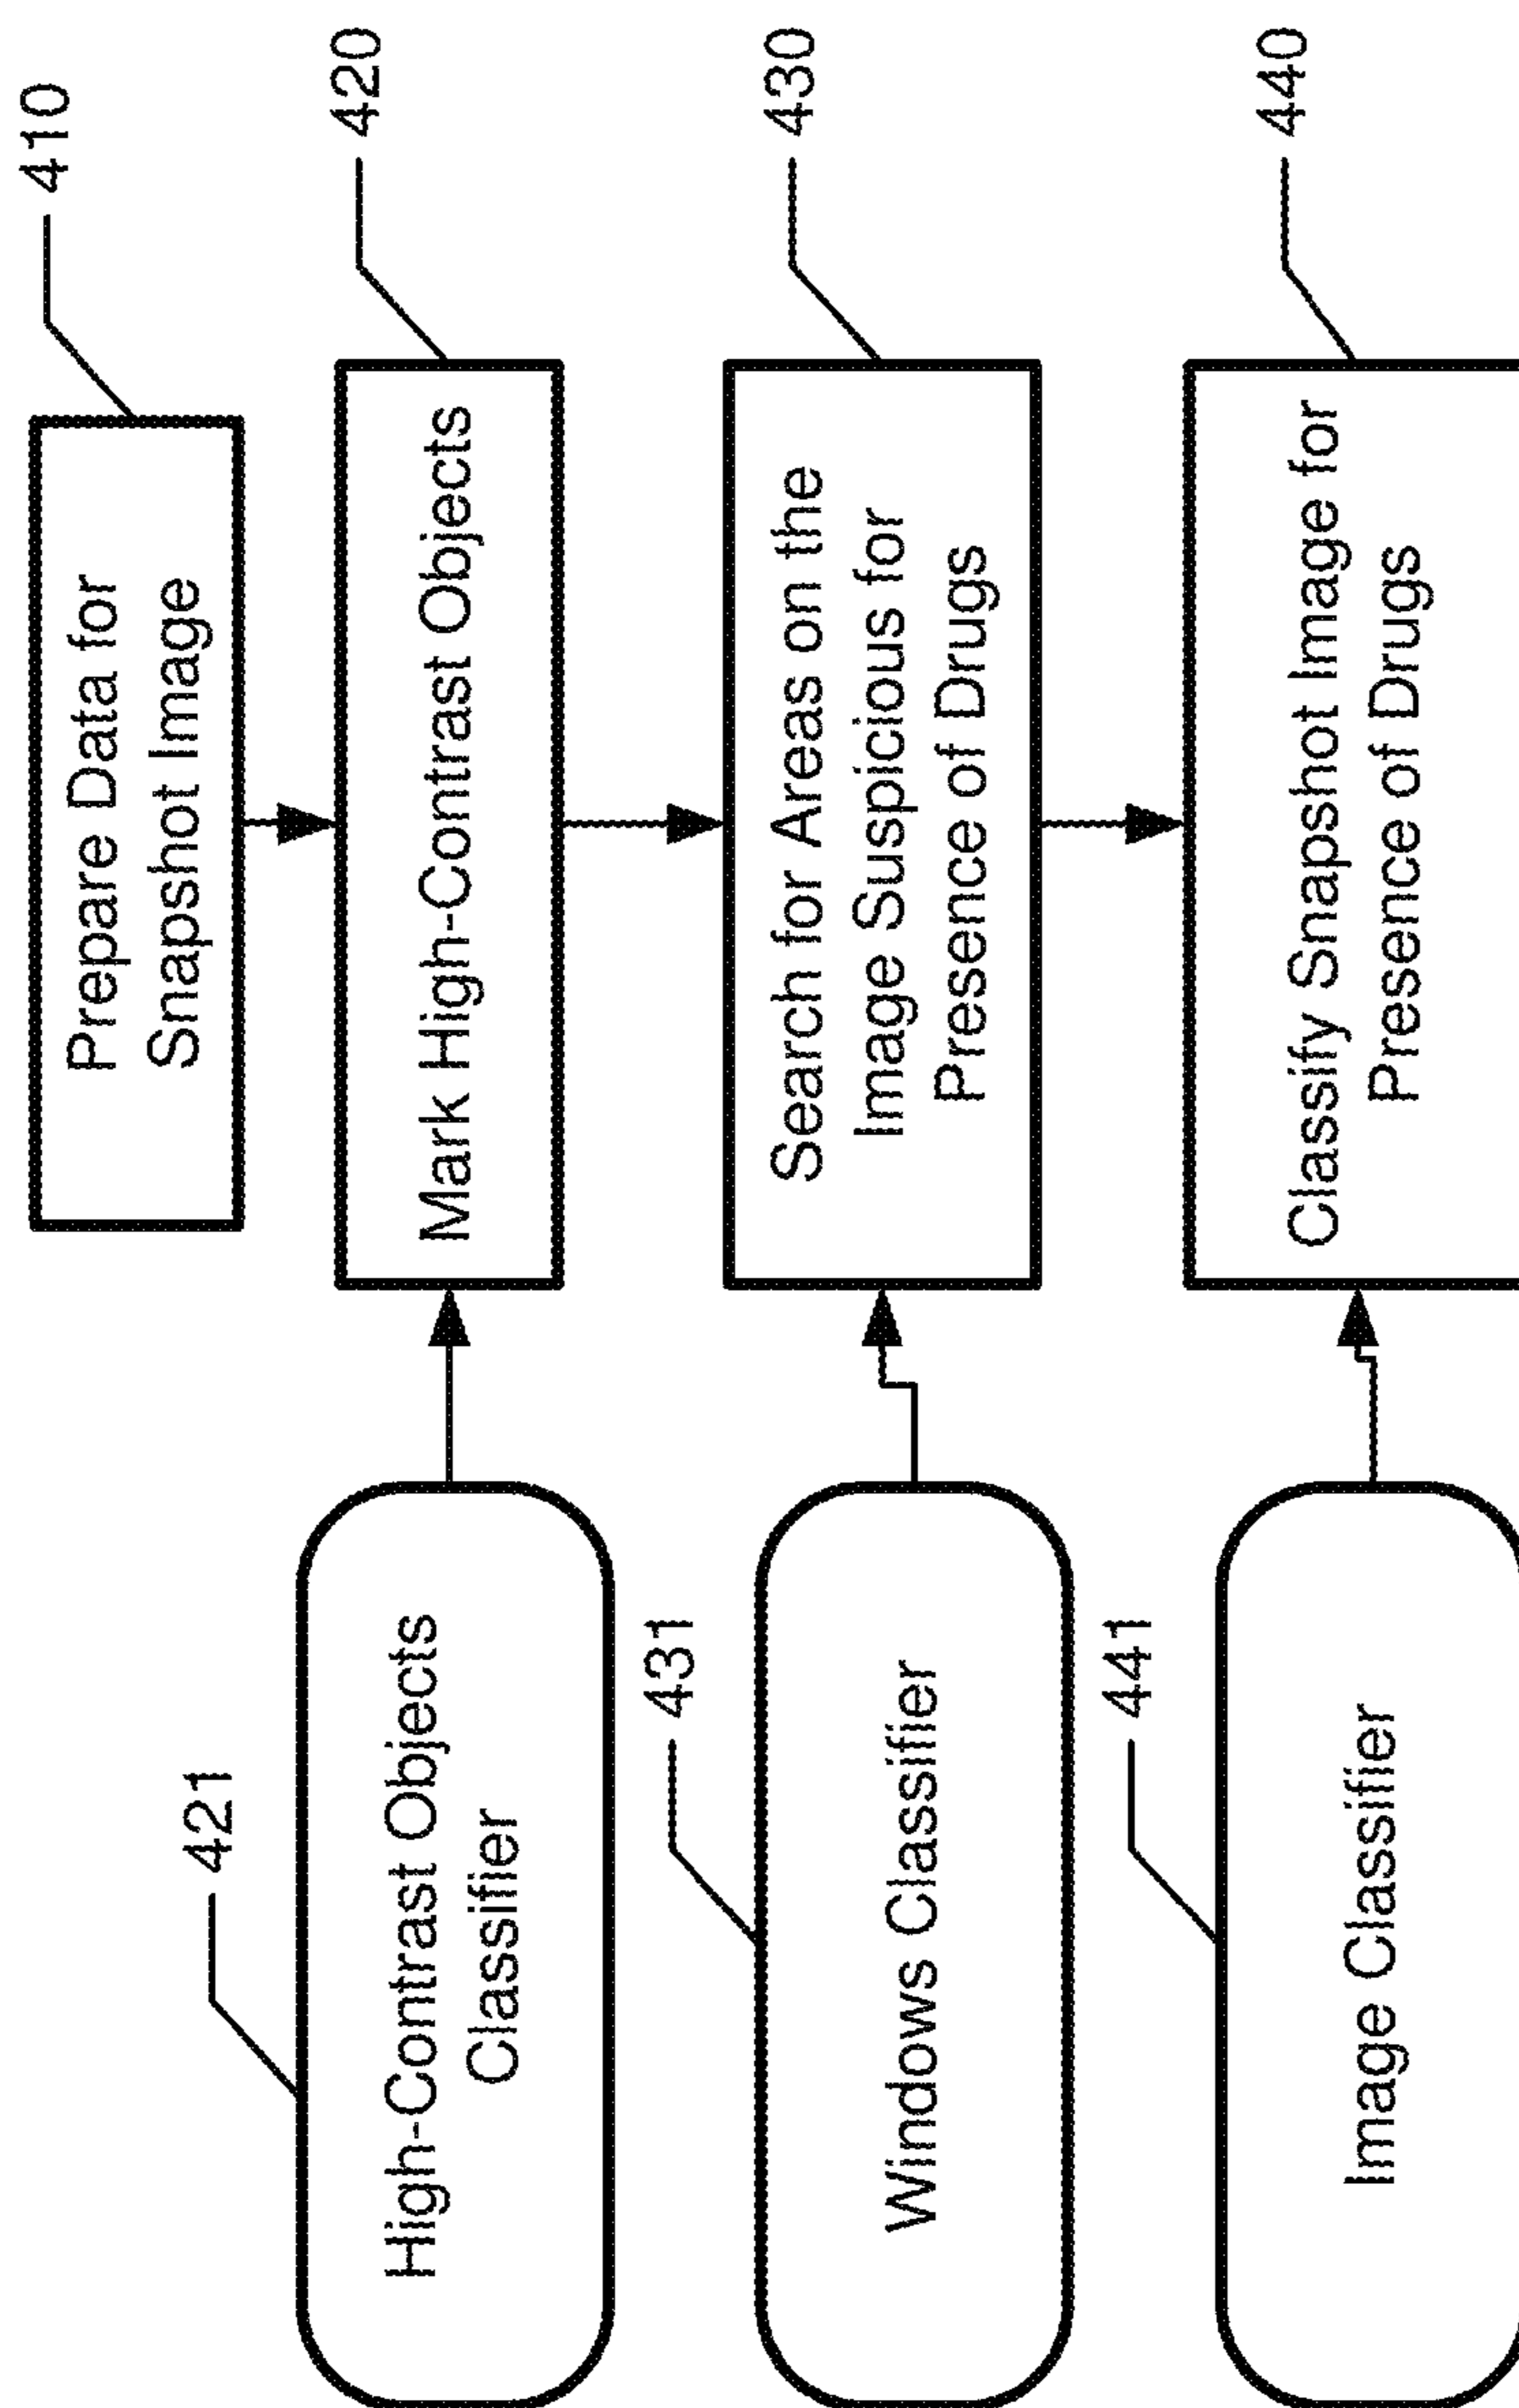 410
Prepare Data for
Snapshot Image
420
Mark High-Contrast Objects
421
High-Contrast Objects
Classifier
430
Search for Areas on the
Image Suspicious for
Presence of Drugs
431
Windows Classifier
440
Classify Snapshot Image for
Presence of Drugs
441
Image Classifier